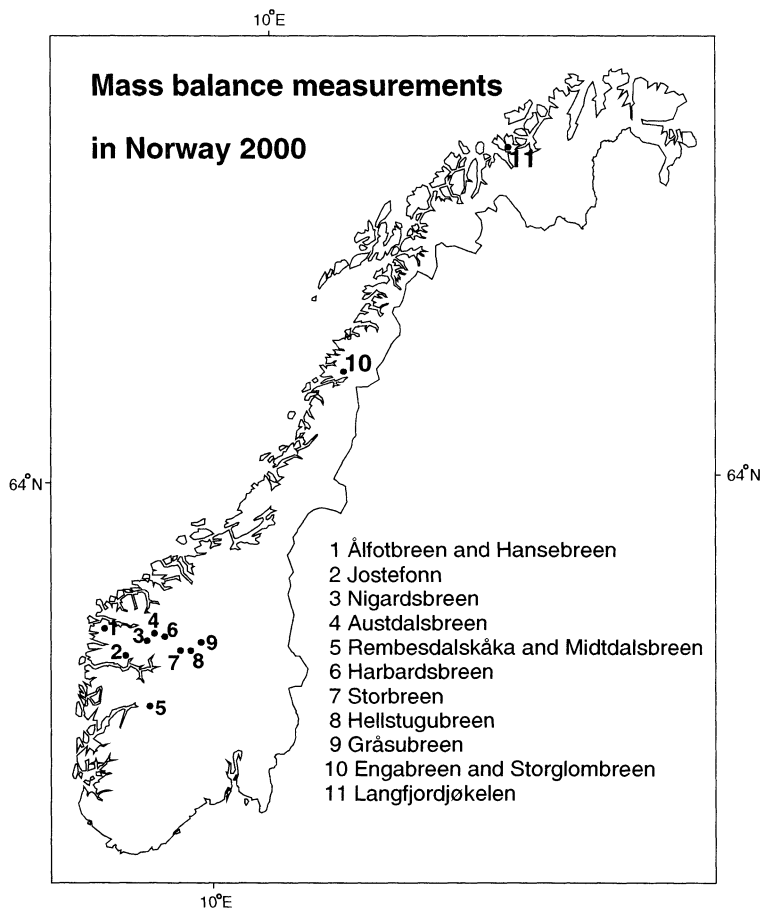 10°E
Mass balance measurements
in Norway 2000
11
10
64°N
64°N
1 Ålfotbreen and Hansebreen
2 Jostefonn
3 Nigardsbreen
4 Austdalsbreen
5 Rembesdalskåka and Midtdalsbreen
6 Harbardsbreen
7 Storbreen
8 Hellstugubreen
9 Gråsubreen
10 Engabreen and Storglombreen
11 Langfjordjøkelen
1
4
6
3
9
2
7
8
5
10°E